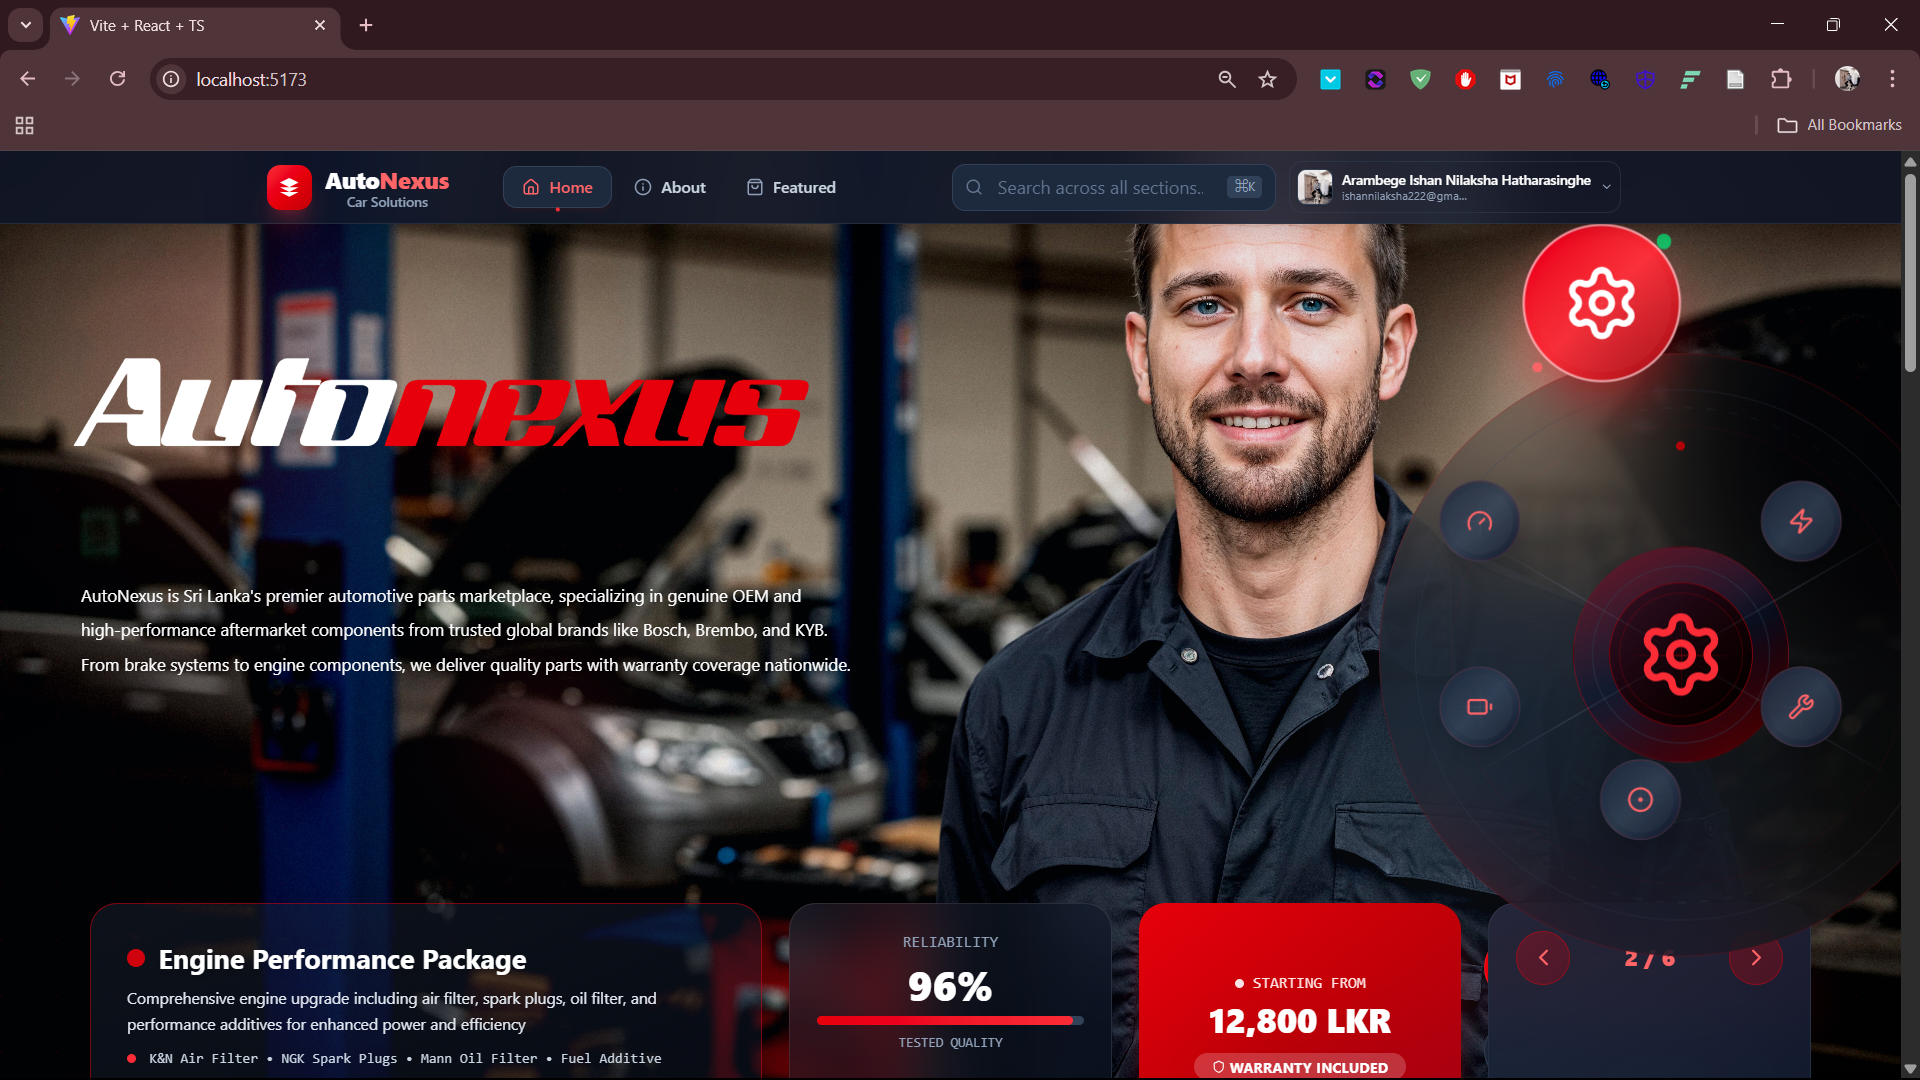 Vite + React + TS
localhost:5173
All Bookmarks
AutoNexus
Car Solutions
Home
About
Featured
Search across all sections..
⌘K
Arambege Ishan Nilaksha Hatharasinghe
ishannilaksha222@gma...
Autonexus
AutoNexus is Sri Lanka's premier automotive parts marketplace, specializing in genuine OEM and
high-performance aftermarket components from trusted global brands like Bosch, Brembo, and KYB.
From brake systems to engine components, we deliver quality parts with warranty coverage nationwide.
Engine Performance Package
Comprehensive engine upgrade including air filter, spark plugs, oil filter, and
performance additives for enhanced power and efficiency
K&N Air Filter • NGK Spark Plugs • Mann Oil Filter • Fuel Additive
RELIABILITY
96%
TESTED QUALITY
STARTING FROM
12,800 LKR
WARRANTY INCLUDED
2 / 6